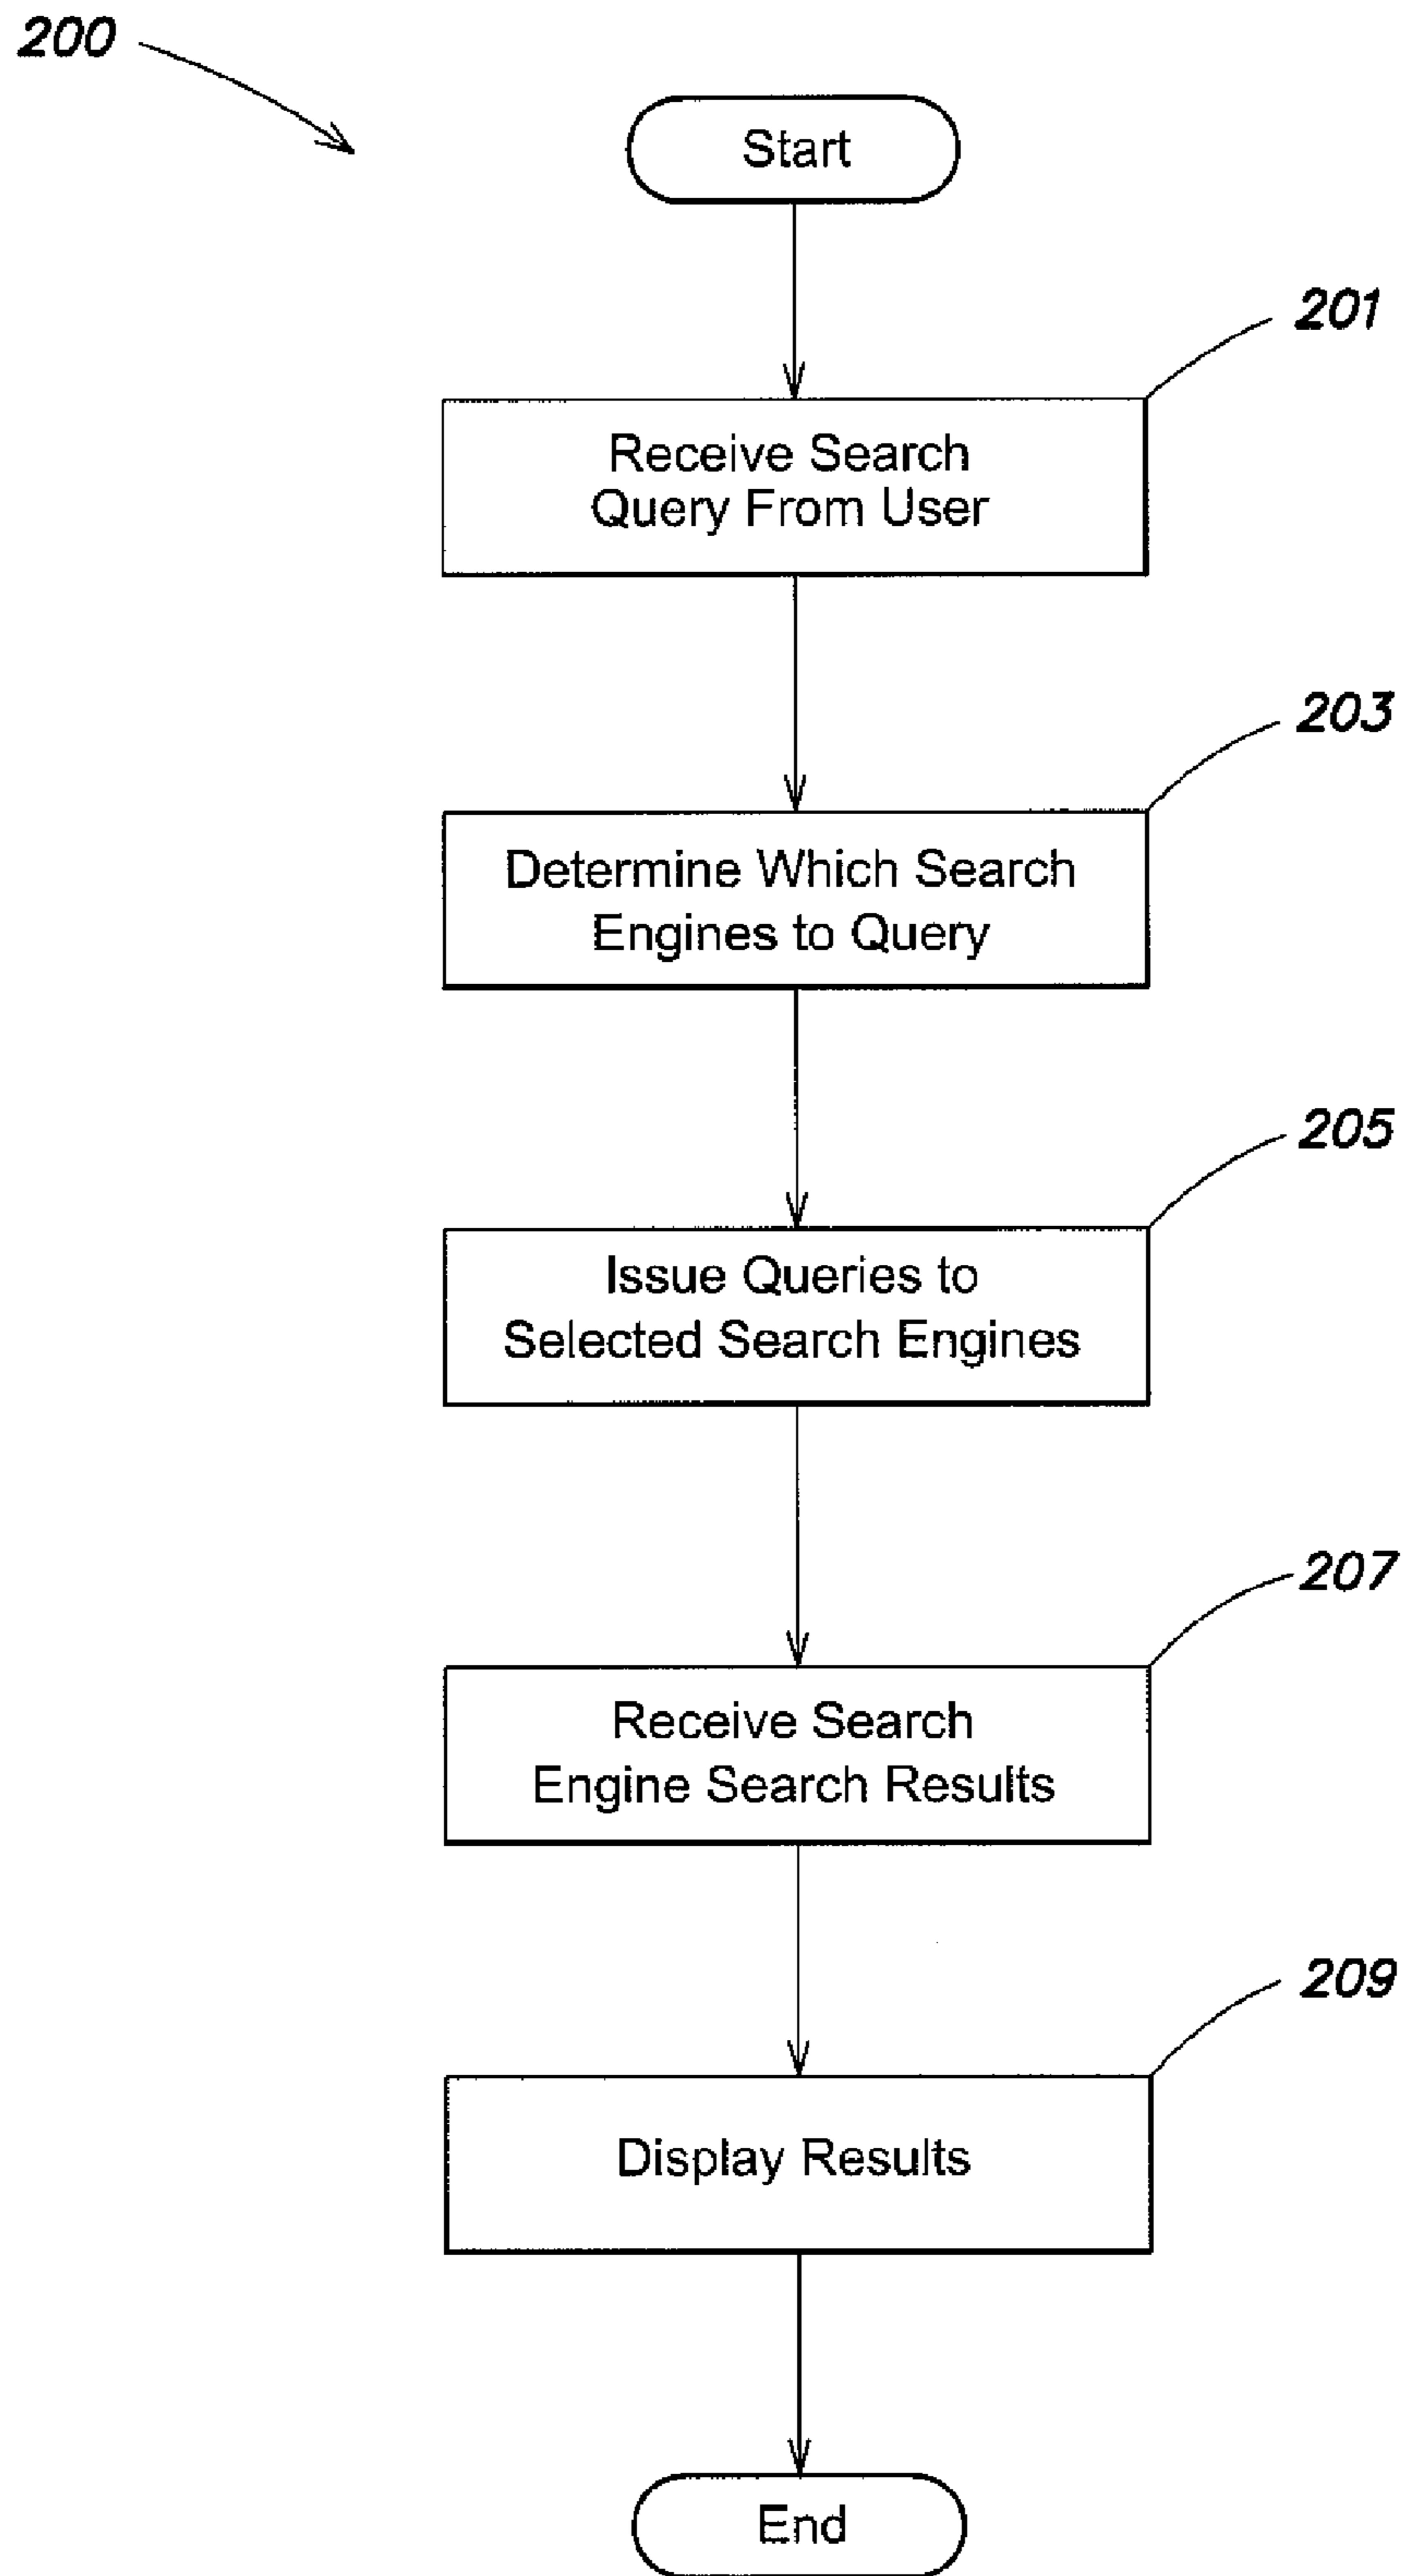 200
Start
201
Receive Search
Query From User
203
Determine Which Search
Engines to Query
205
Issue Queries to
Selected Search Engines
207
Receive Search
Engine Search Results
209
Display Results
End